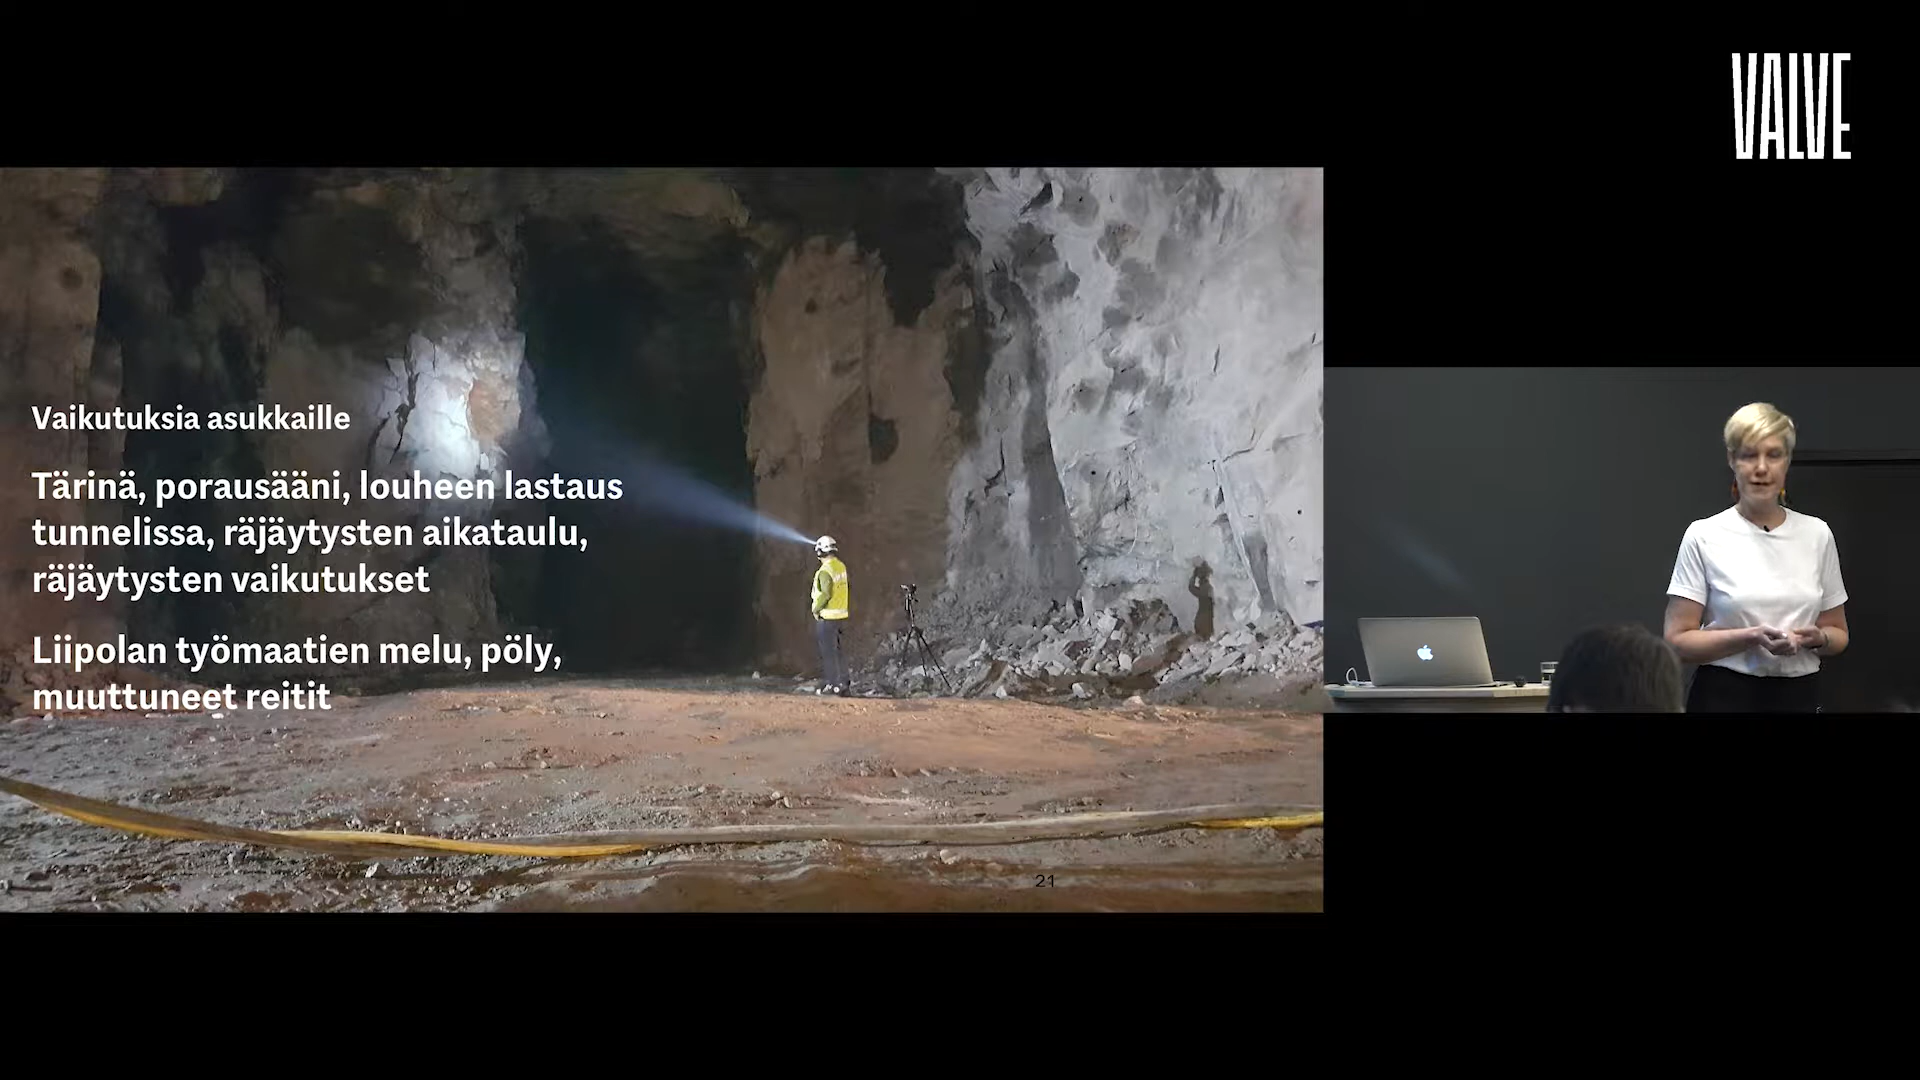 VALVE
Vaikutuksia asukkaille
Tärinä, porausääni, louheen lastaus
tunnelissa, räjäytysten aikataulu,
räjäytysten vaikutukset
Liipolan työmaatien melu, pöly,
muuttuneet reitit
21